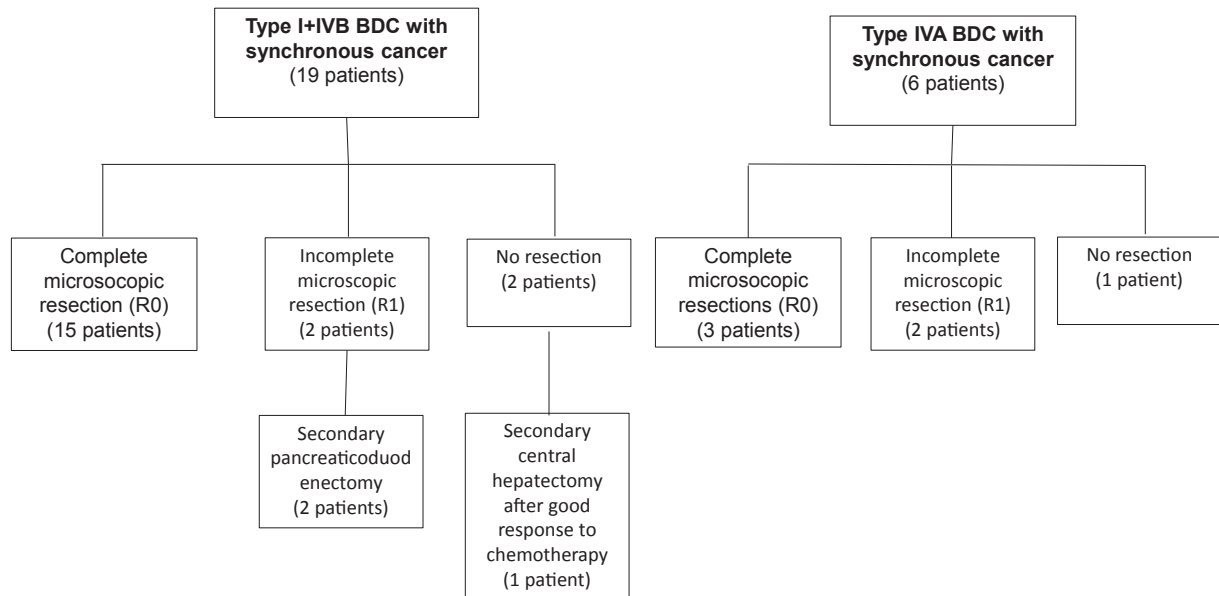 Type I+IVB BDC with
synchronous cancer
(19 patients)
Type IVA BDC with
synchronous cancer
(6 patients)
Complete
microsocopic
resection (R0)
(15 patients)
Incomplete
microscopic
resection (R1)
(2 patients)
No resection
(2 patients)
Complete
microsocopic
resections (R0)
(3 patients)
Incomplete
microscopic
resection (R1)
(2 patients)
No resection
(1 patient)
Secondary
pancreaticoduod
enectomy
(2 patients)
Secondary
central
hepatectomy
after good
response to
chemotherapy
(1 patient)